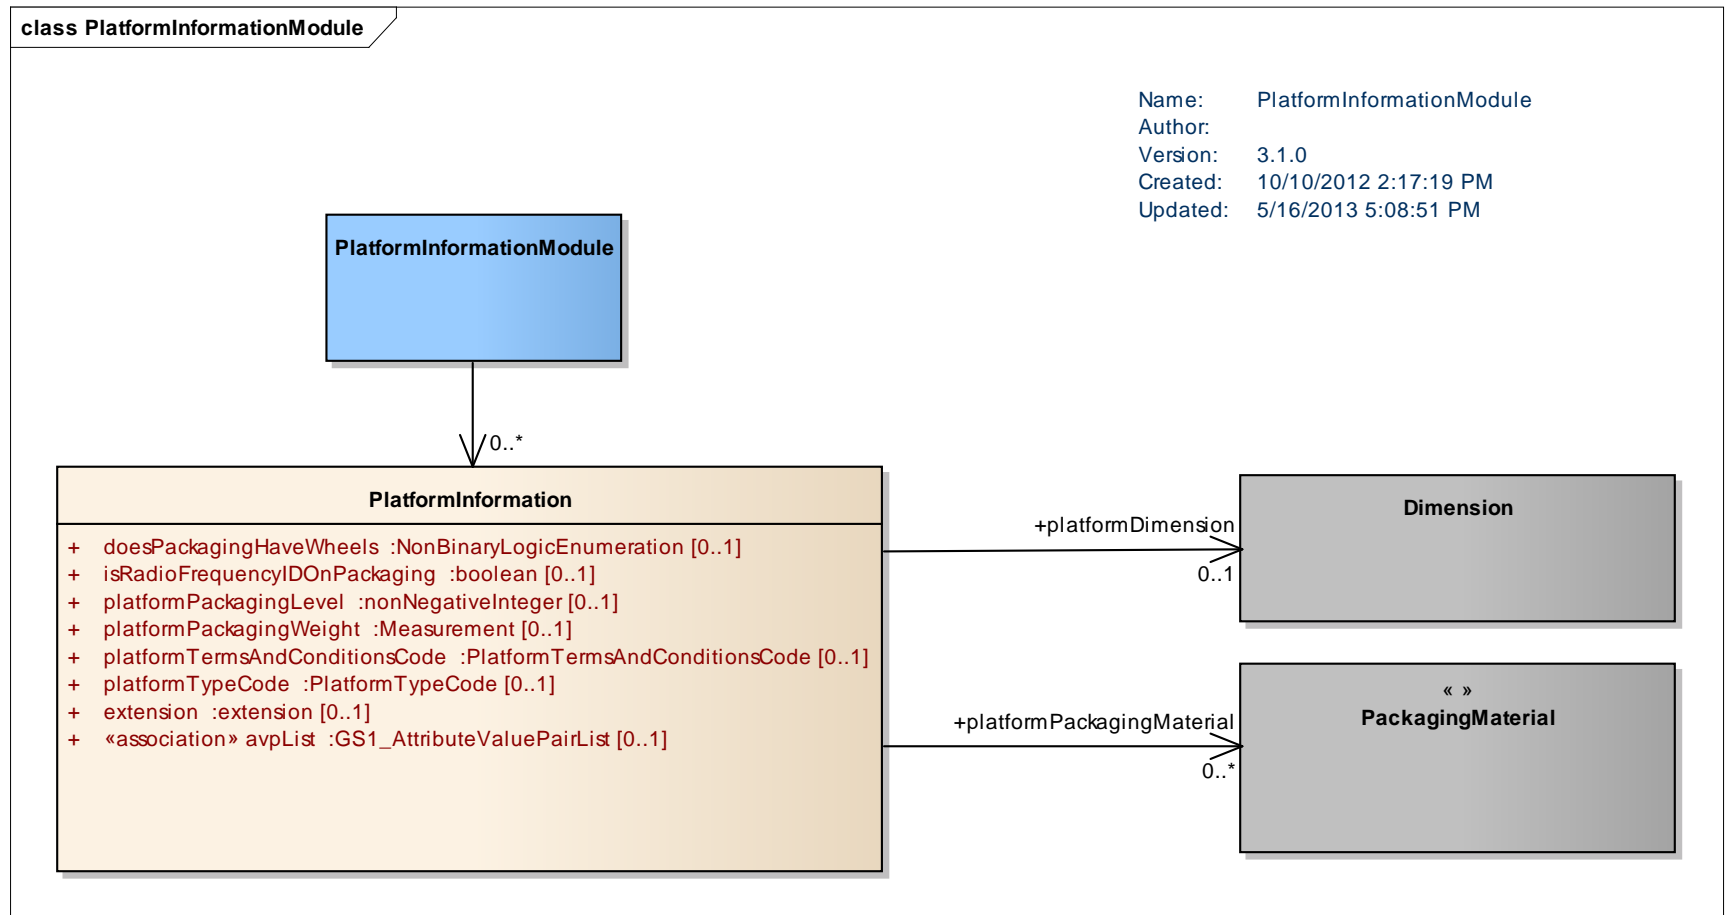 class PlatformInformationModule
Name: PlatformInformationModule
Author:
Version: 3.1.0
Created: 10/10/2012 2:17:19 PM
Updated: 5/16/2013 5:08:51 PM
PlatformInformationModule
0..*
PlatformInformation
+ doesPackagingHaveWheels :NonBinaryLogicEnumeration [0..1]
+ isRadioFrequencyIDOnPackaging :boolean [0..1]
+ platformPackagingLevel :nonNegativeInteger [0..1]
+ platformPackagingWeight :Measurement [0..1]
+ platformTermsAndConditionsCode :PlatformTermsAndConditionsCode [0..1]
+ platformTypeCode :PlatformTypeCode [0..1]
+ extension :extension [0..1]
+ «association» avpList :GS1_AttributeValuePairList [0..1]
+platformDimension
0..1
Dimension
+platformPackagingMaterial
0..*
« »
PackagingMaterial